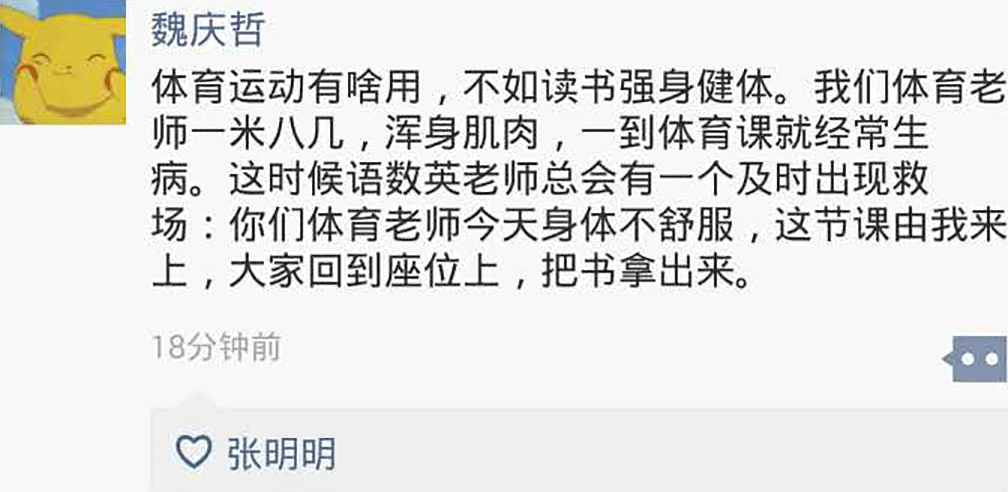 魏庆哲
体育运动有啥用，不如读书强身健体。我们体育老
师一米八几，浑身肌肉，一到体育课就经常生
病。这时候语数英老师总会有一个及时出现救
场：你们体育老师今天身体不舒服，这节课由我来
上，大家回到座位上，把书拿出来。
18分钟前
张明明